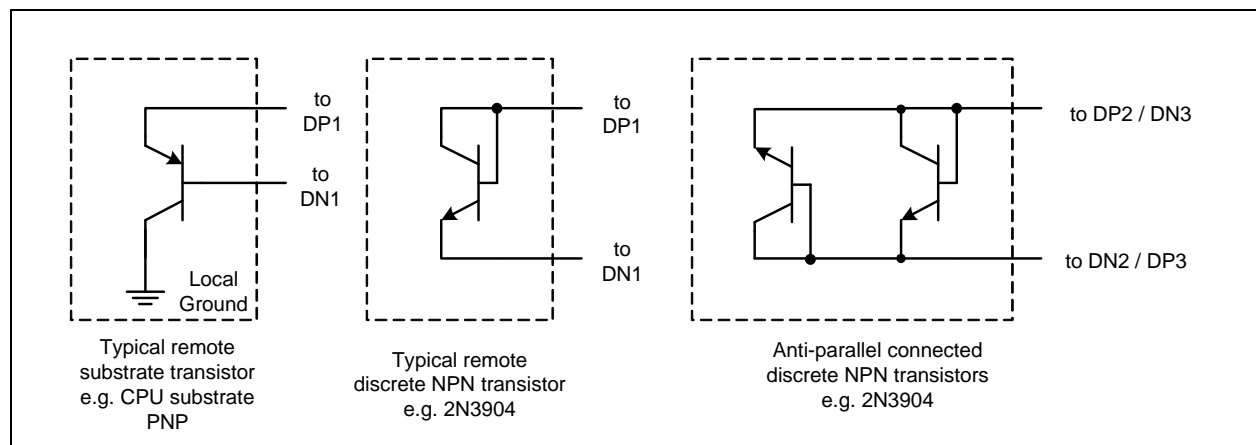 to
DP1
to
DN1
Local
Ground
Typical remote
substrate transistor
e.g. CPU substrate
PNP
to
DP1
to
DN1
Typical remote
discrete NPN transistor
e.g. 2N3904
to DP2 / DN3
to DN2 / DP3
Anti-parallel connected
discrete NPN transistors
e.g. 2N3904